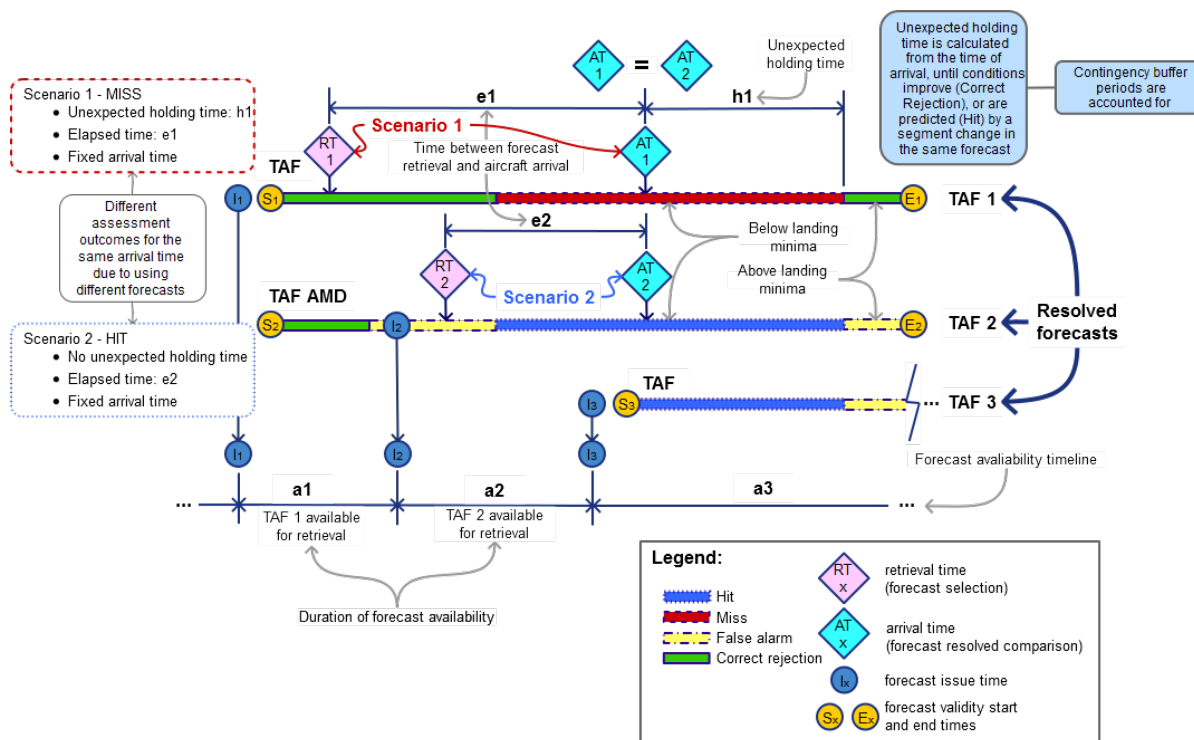 Unexpected holding
time is calculated
from the time of
arrival, until conditions
improve (Correct
Rejection), or are
predicted (Hit) by a
segment change in
the same forecast
Contingency buffer
periods are
accounted for
Unexpected
holding time
AT
1
=
AT
2
Scenario 1 - MISS
• Unexpected holding time: h1
• Elapsed time: e1
• Fixed arrival time
e1
h1
RT
1
Scenario 1
AT
1
Time between forecast
retrieval and aircraft arrival
TAF
I1
S1
E1
TAF 1
Different
assessment
outcomes for the
same arrival time
due to using
different forecasts
e2
Below landing
minima
Above landing
minima
RT
2
Scenario 2
AT
2
TAF AMD
S2
I2
E2
TAF 2
Resolved
forecasts
Scenario 2 - HIT
• No unexpected holding time
• Elapsed time: e2
• Fixed arrival time
TAF
I3
S3
... TAF 3
I1
I2
I3
Forecast avaliability timeline
...
a1
a2
a3
...
TAF 1 available
for retrieval
TAF 2 available
for retrieval
Duration of forecast availability
Legend:
Hit
Miss
False alarm
Correct rejection
RT
x
retrieval time
(forecast selection)
AT
x
arrival time
(forecast resolved comparison)
Ix
forecast issue time
Sx
Ex
forecast validity start
and end times